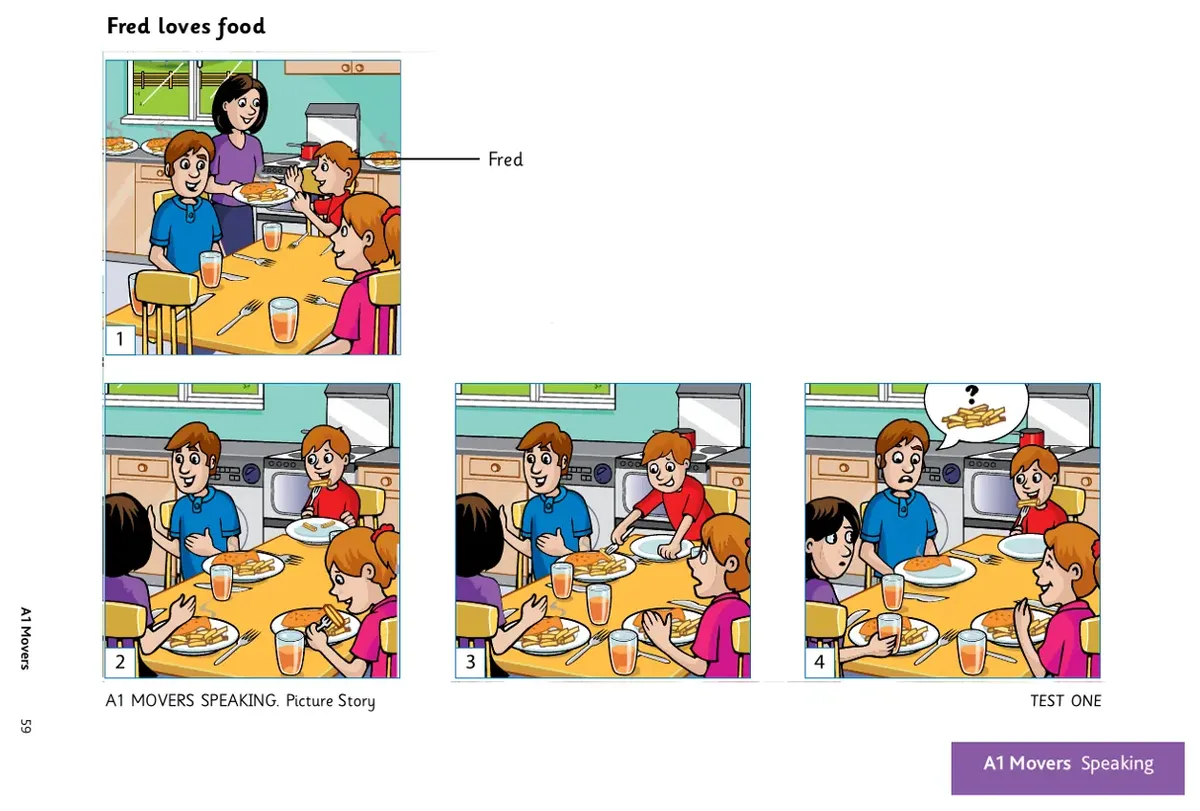 Fred loves food
Fred
1
?
2
3
4
A1 MOVERS SPEAKING. Picture Story
TEST ONE
A1 Movers
59
A1 Movers Speaking